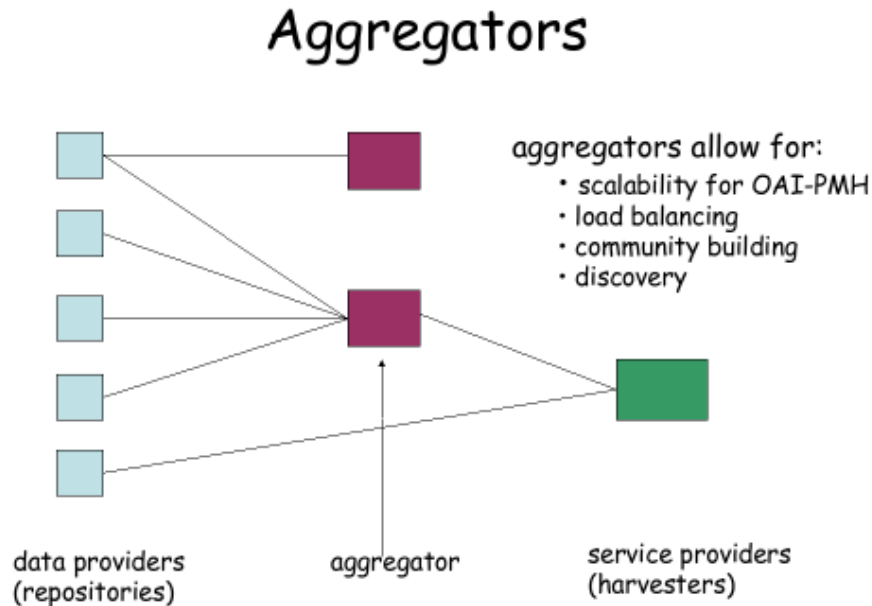 Aggregators
aggregators allow for:
• scalability for OAI-PMH
• load balancing
• community building
• discovery
data providers
(repositories)
aggregator
service providers
(harvesters)